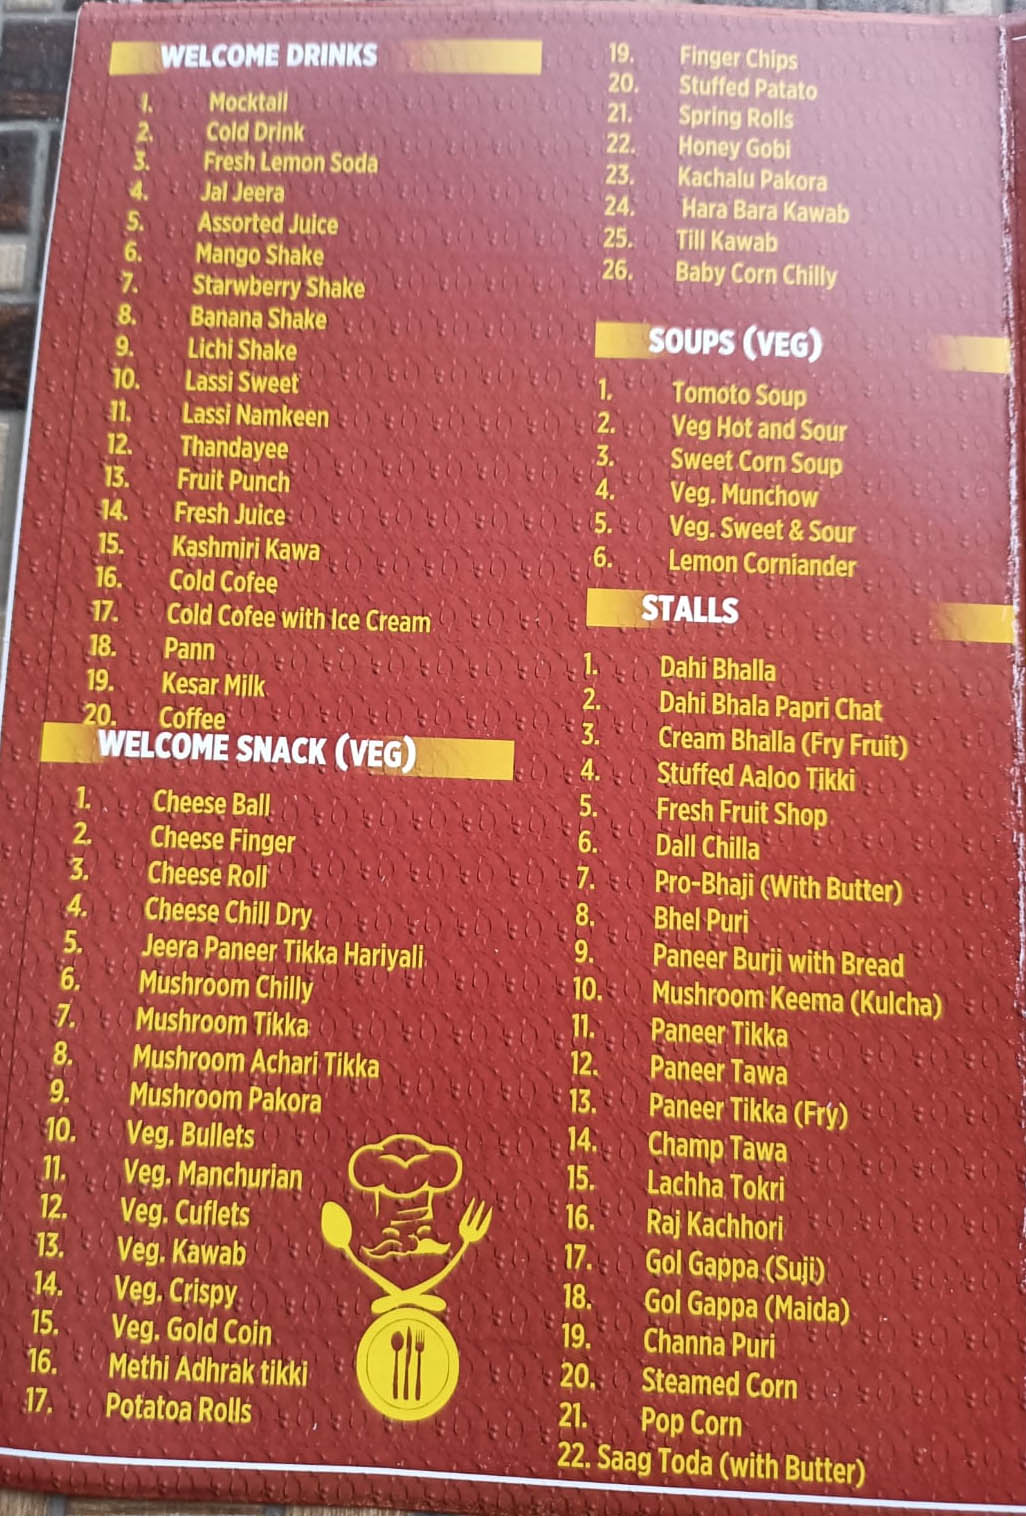 WELCOME DRINKS
1. Mocktail
2. Cold Drink
3. Fresh Lemon Soda
4. Jal Jeera
5. Assorted Juice
6. Mango Shake
7. Starwberry Shake
8. Banana Shake
9. Lichi Shake
10. Lassi Sweet
11. Lassi Namkeen
12. Thandayee
13. Fruit Punch
14. Fresh Juice
15. Kashmiri Kawa
16. Cold Cofee
17. Cold Cofee with Ice Cream
18. Pann
19. Kesar Milk
20. Coffee
WELCOME SNACK (VEG)
1. Cheese Ball
2. Cheese Finger
3. Cheese Roll
4. Cheese Chill Dry
5. Jeera Paneer Tikka Hariyali
6. Mushroom Chilly
7. Mushroom Tikka
8. Mushroom Achari Tikka
9. Mushroom Pakora
10. Veg. Bullets
11. Veg. Manchurian
12. Veg. Cuflets
13. Veg. Kawab
14. Veg. Crispy
15. Veg. Gold Coin
16. Methi Adhrak tikki
17. Potatoa Rolls
19. Finger Chips
20. Stuffed Patato
21. Spring Rolls
22. Honey Gobi
23. Kachalu Pakora
24. Hara Bara Kawab
25. Till Kawab
26. Baby Corn Chilly
SOUPS (VEG)
1. Tomoto Soup
2. Veg Hot and Sour
3. Sweet Corn Soup
4. Veg. Munchow
5. Veg. Sweet & Sour
6. Lemon Corniander
STALLS
1. Dahi Bhalla
2. Dahi Bhala Papri Chat
3. Cream Bhalla (Fry Fruit)
4. Stuffed Aaloo Tikki
5. Fresh Fruit Shop
6. Dall Chilla
7. Pro-Bhaji (With Butter)
8. Bhel Puri
9. Paneer Burji with Bread
10. Mushroom Keema (Kulcha)
11. Paneer Tikka
12. Paneer Tawa
13. Paneer Tikka (Fry)
14. Champ Tawa
15. Lachha Tokri
16. Raj Kachhori
17. Gol Gappa (Suji)
18. Gol Gappa (Maida)
19. Channa Puri
20. Steamed Corn
21. Pop Corn
22. Saag Toda (with Butter)